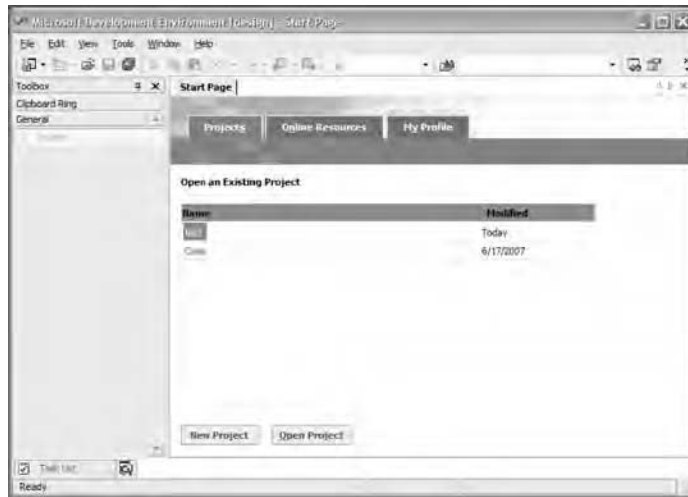 Microsoft Development Environment [design] - Start Page
File Edit View Tools Window Help
Toolbox
Start Page
Clipboard Ring
General
Projects Online Resources My Profile
Open an Existing Project
Name Modified
Today
6/17/2007
New Project Open Project
Task List
Ready